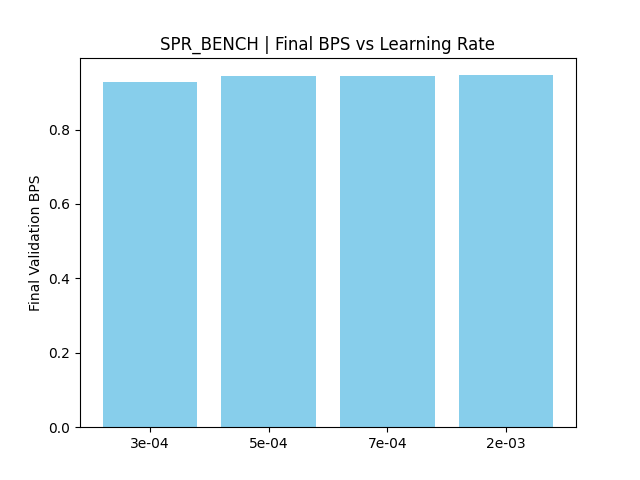 SPR_BENCH | Final BPS vs Learning Rate
Final Validation BPS
0.8
0.6
0.4
0.2
0.0
3e-04 5e-04 7e-04 2e-03